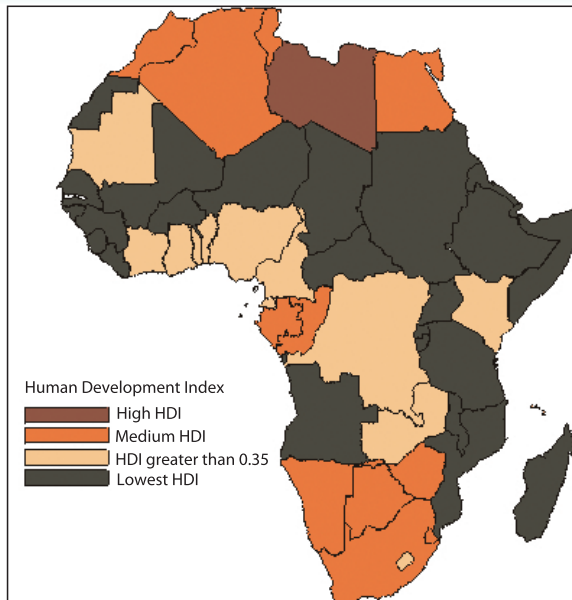 Human Development Index
High HDI
Medium HDI
HDI greater than 0.35
Lowest HDI